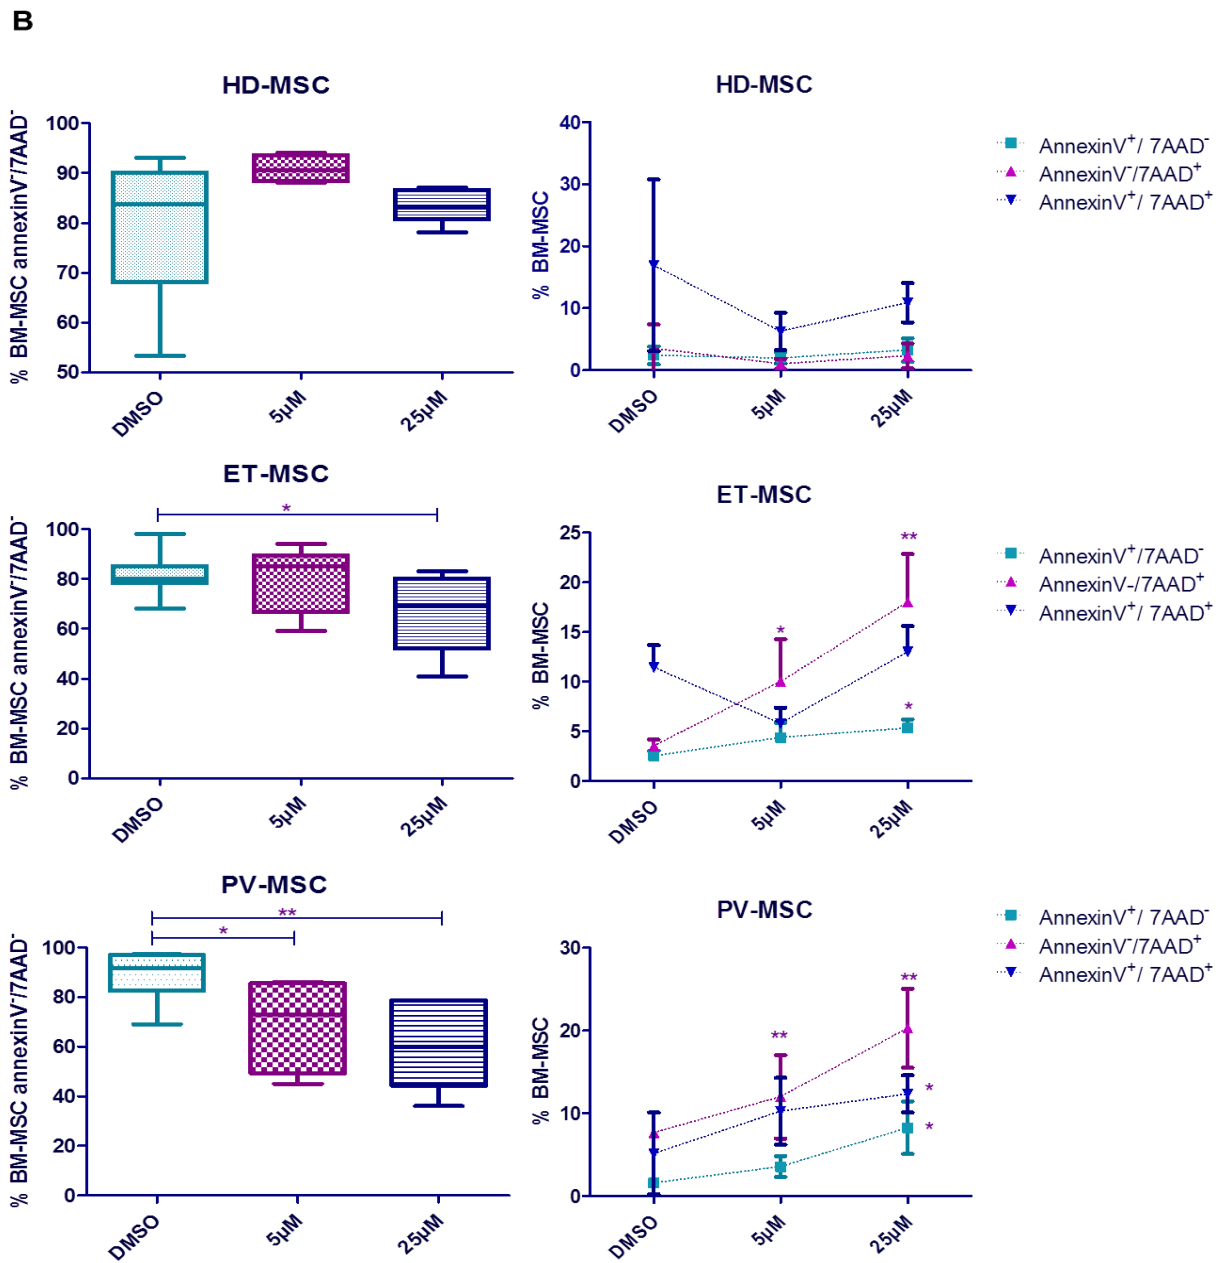 B
HD-MSC
% BM-MSC annexinV⁻/7AAD⁻
100
90
80
70
60
50
DMSO
5µM
25µM
HD-MSC
% BM-MSC
40
30
20
10
0
DMSO
5µM
25µM
AnnexinV⁺/ 7AAD⁻
AnnexinV⁻/7AAD⁺
AnnexinV⁺/ 7AAD⁺
ET-MSC
% BM-MSC annexinV⁻/7AAD⁻
*
100
80
60
40
20
0
DMSO
5µM
25µM
ET-MSC
% BM-MSC
25
20
15
10
5
0
*
**
*
DMSO
5µM
25µM
AnnexinV⁺/7AAD⁻
AnnexinV-/7AAD⁺
AnnexinV⁺/ 7AAD⁺
PV-MSC
% BM-MSC annexinV⁻/7AAD⁻
**
*
100
80
60
40
20
0
DMSO
5µM
25µM
PV-MSC
% BM-MSC
30
20
10
0
**
**
*
*
DMSO
5µM
25µM
AnnexinV⁺/ 7AAD⁻
AnnexinV⁻/7AAD⁺
AnnexinV⁺/ 7AAD⁺